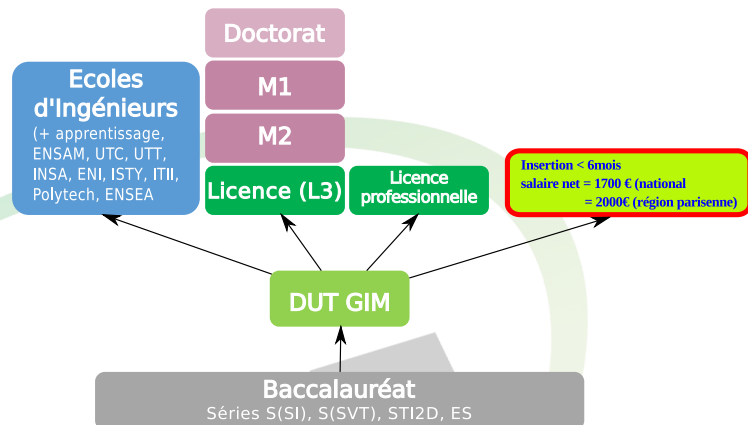 Doctorat
M1
M2
Licence (L3)
Ecoles
d'Ingénieurs
(+ apprentissage,
ENSAM, UTC, UTT,
INSA, ENI, ISTY, ITII,
Polytech, ENSEA
Licence
professionnelle
Insertion < 6mois
salaire net = 1700 € (national
= 2000€ (région parisenne)
DUT GIM
Baccalauréat
Séries S(SI), S(SVT), STI2D, ES